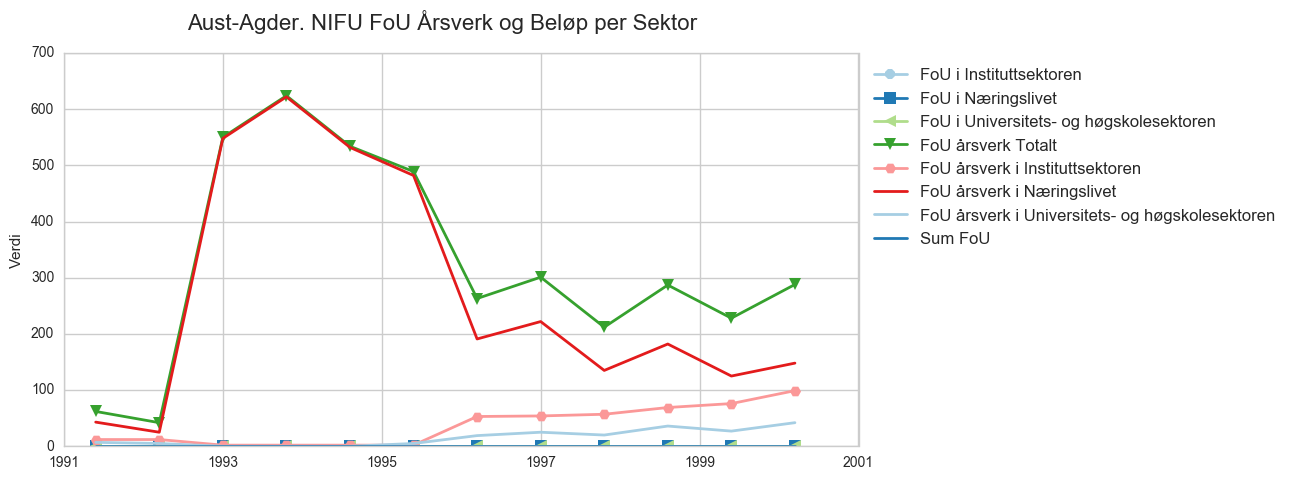 Aust-Agder. NIFU FoU Årsverk og Beløp per Sektor
Verdi
700
600
500
400
300
200
100
0
1991
1993
1995
1997
1999
2001
FoU i Instituttsektoren
FoU i Næringslivet
FoU i Universitets- og høgskolesektoren
FoU årsverk Totalt
FoU årsverk i Instituttsektoren
FoU årsverk i Næringslivet
FoU årsverk i Universitets- og høgskolesektoren
Sum FoU